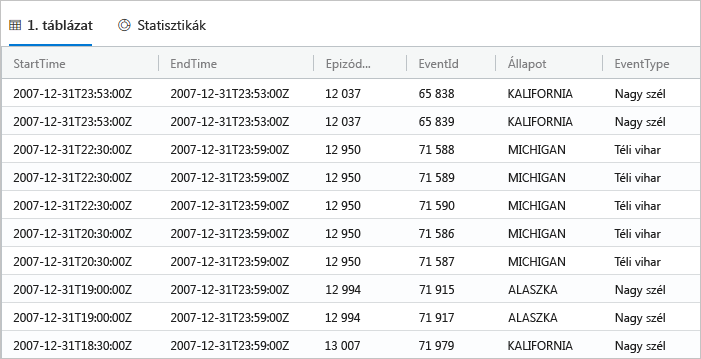 1. táblázat Statisztikák
StartTime EndTime Epizód... EventId Állapot EventType
2007-12-31T23:53:00Z 2007-12-31T23:53:00Z 12 037 65 838 KALIFORNIA Nagy szél
2007-12-31T23:53:00Z 2007-12-31T23:53:00Z 12 037 65 839 KALIFORNIA Nagy szél
2007-12-31T22:30:00Z 2007-12-31T23:59:00Z 12 950 71 588 MICHIGAN Téli vihar
2007-12-31T22:30:00Z 2007-12-31T23:59:00Z 12 950 71 589 MICHIGAN Téli vihar
2007-12-31T22:30:00Z 2007-12-31T23:59:00Z 12 950 71 590 MICHIGAN Téli vihar
2007-12-31T20:30:00Z 2007-12-31T23:59:00Z 12 950 71 586 MICHIGAN Téli vihar
2007-12-31T20:30:00Z 2007-12-31T23:59:00Z 12 950 71 587 MICHIGAN Téli vihar
2007-12-31T19:00:00Z 2007-12-31T23:59:00Z 12 994 71 915 ALASZKA Nagy szél
2007-12-31T19:00:00Z 2007-12-31T23:59:00Z 12 994 71 917 ALASZKA Nagy szél
2007-12-31T18:30:00Z 2007-12-31T23:59:00Z 13 007 71 979 KALIFORNIA Nagy szél